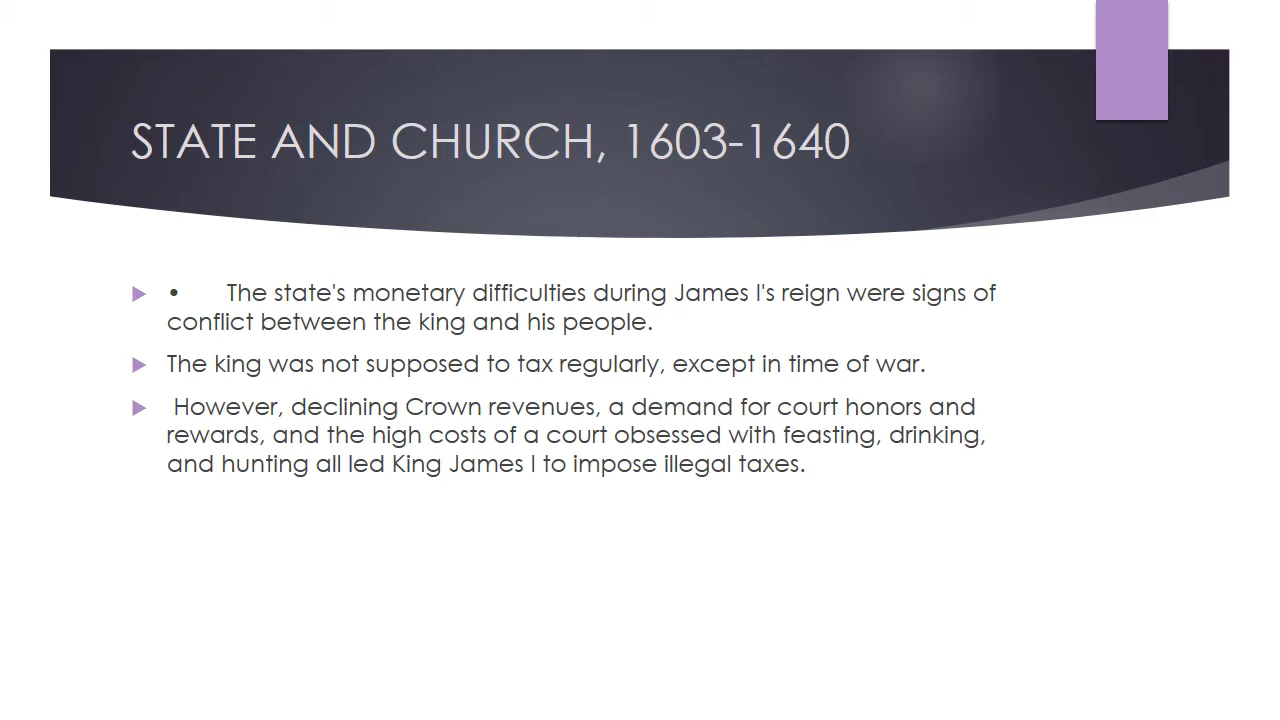 STATE AND CHURCH, 1603-1640
• The state's monetary difficulties during James I's reign were signs of
conflict between the king and his people.
The king was not supposed to tax regularly, except in time of war.
However, declining Crown revenues, a demand for court honors and
rewards, and the high costs of a court obsessed with feasting, drinking,
and hunting all led King James I to impose illegal taxes.